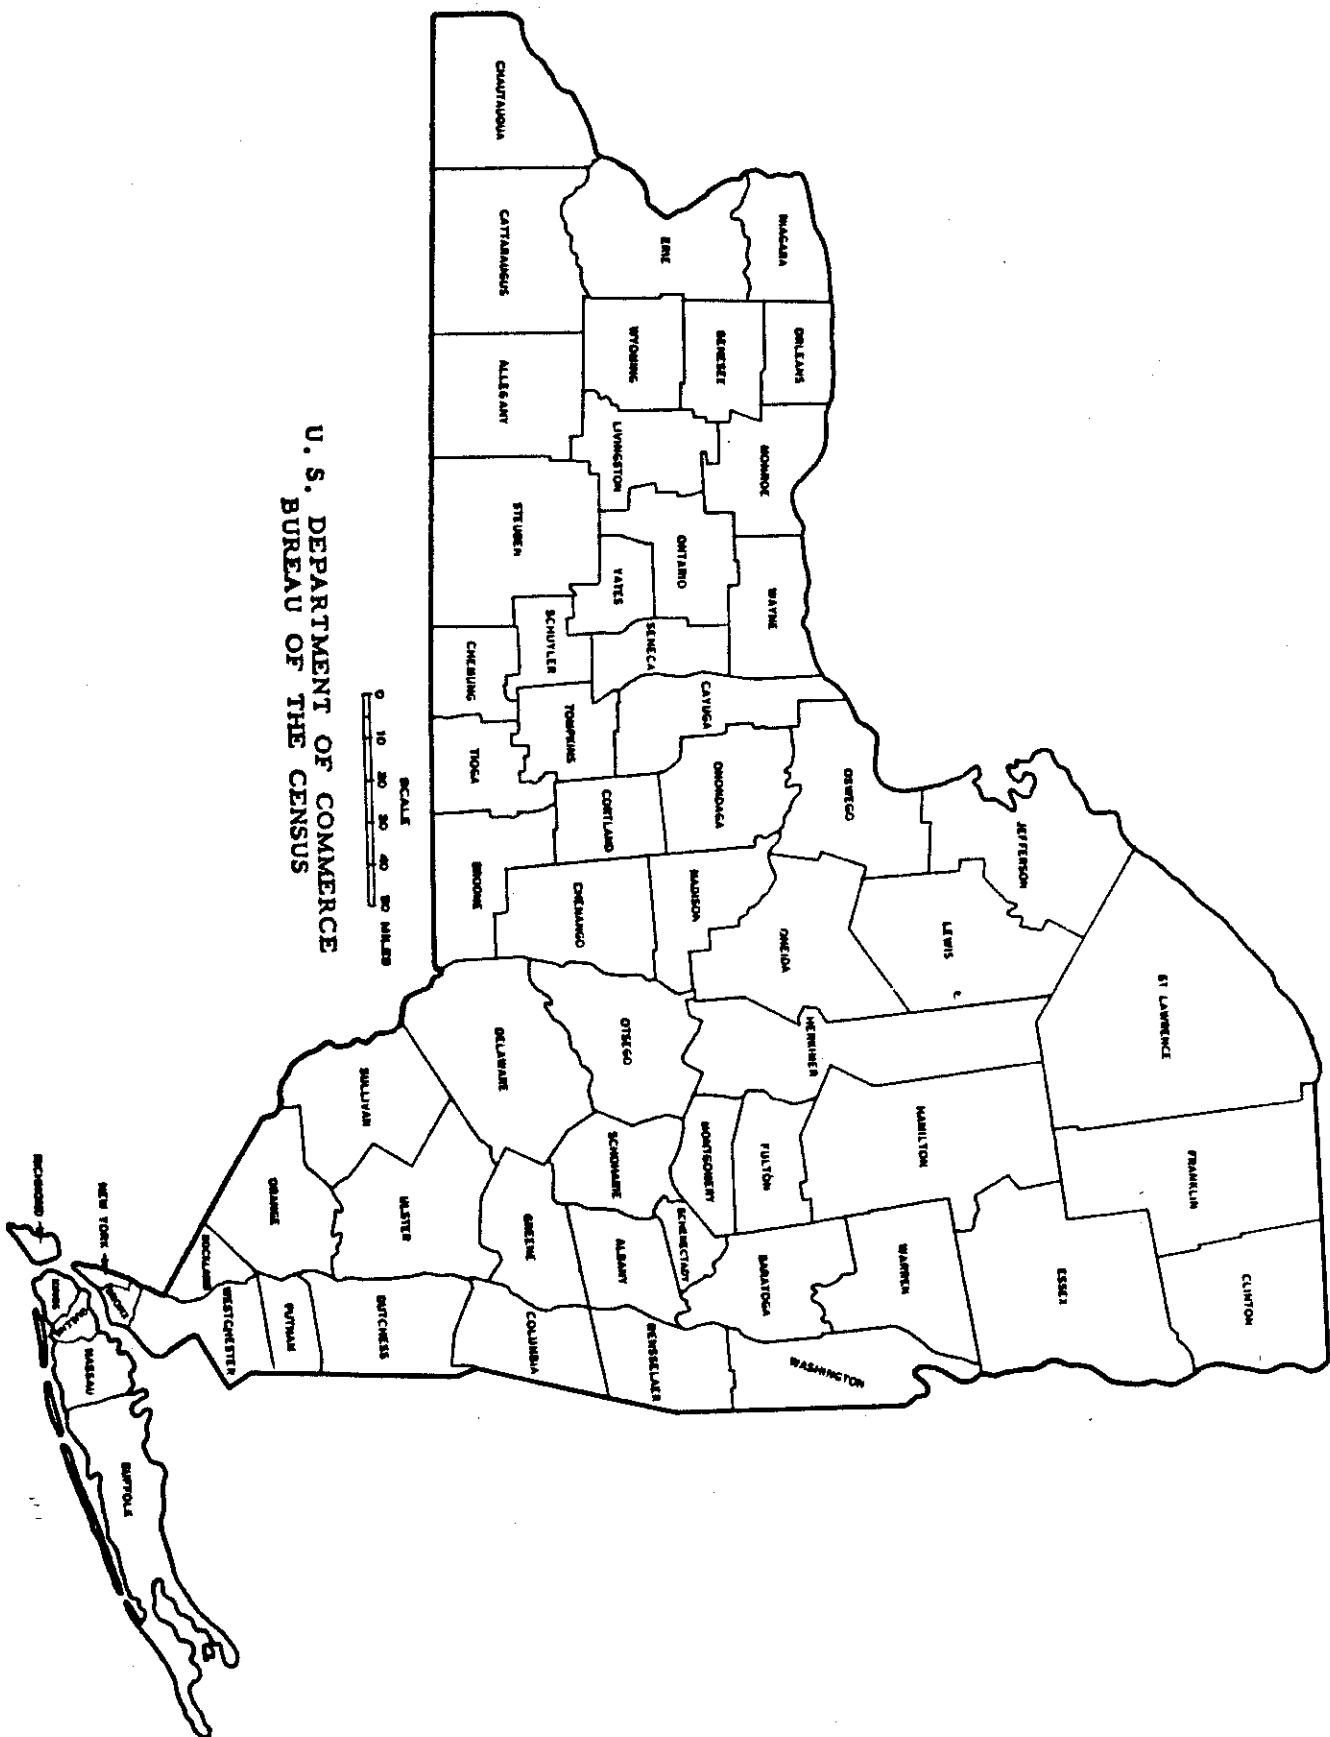 CLINTON
FRANKLIN
ST LAWRENCE
ESSEX
JEFFERSON
LEWIS
HAMILTON
WARREN
HERKIMER
OSWEGO
ONEIDA
FULTON
SARATOGA
WASHINGTON
NIAGARA
ORLEANS
MONROE
WAYNE
GENESEE
ERIE
WYOMING
LIVINGSTON
ONTARIO
YATES
SENECA
CAYUGA
ONONDAGA
MADISON
MONTGOMERY
SCHENECTADY
RENSSELAER
ALBANY
SCHOHARIE
OTSEGO
CHENANGO
CORTLAND
TOMPKINS
SCHUYLER
CHAUTAUQUA
CATTARAUGUS
ALLEGANY
STEUBEN
CHEMUNG
TIOGA
BROOME
DELAWARE
GREENE
COLUMBIA
ULSTER
DUTCHESS
SULLIVAN
ORANGE
PUTNAM
ROCKLAND
WESTCHESTER
SCALE
0 10 20 30 40 50 MILES
U. S. DEPARTMENT OF COMMERCE
BUREAU OF THE CENSUS
NEW YORK
RICHMOND
NASSAU
SUFFOLK